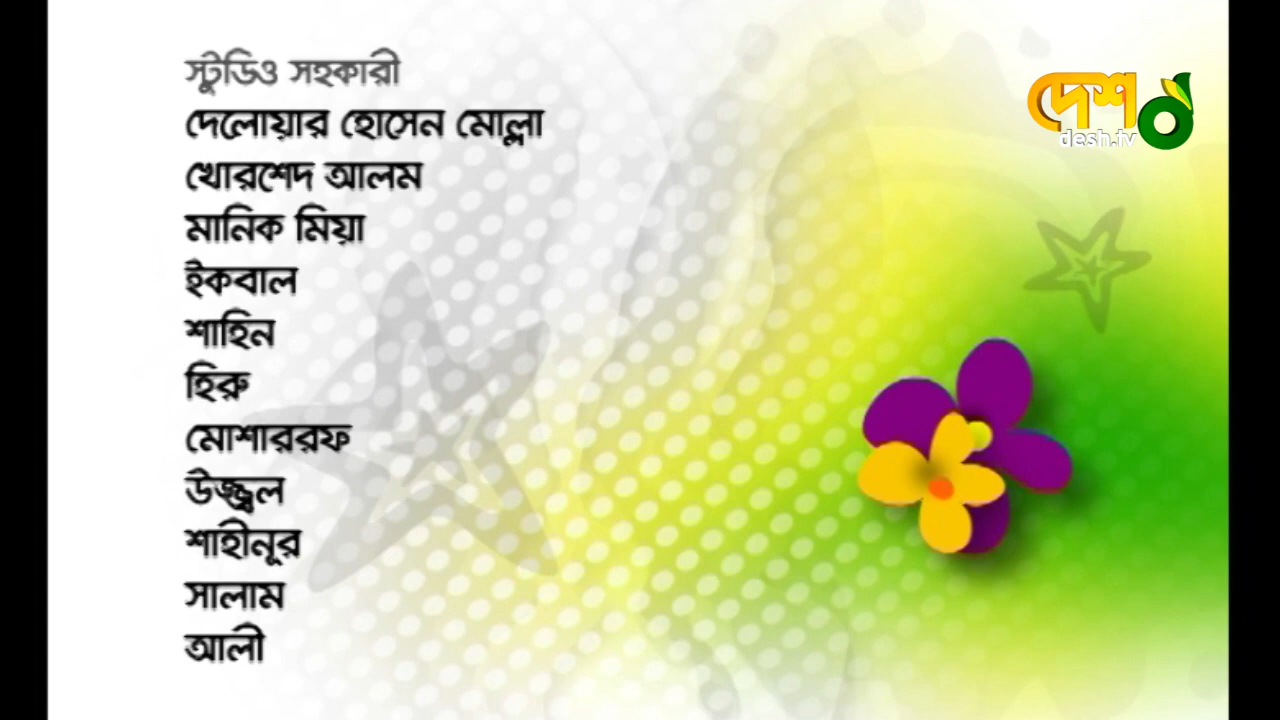 স্টুডিও সহকারী
দেশ
desh.tv
দেলোয়ার হোসেন মোল্লা
খোরশেদ আলম
মানিক মিয়া
ইকবাল
শাহিন
হিরু
মোশাররফ
উজ্জ্বল
শাহীনূর
সালাম
আলী